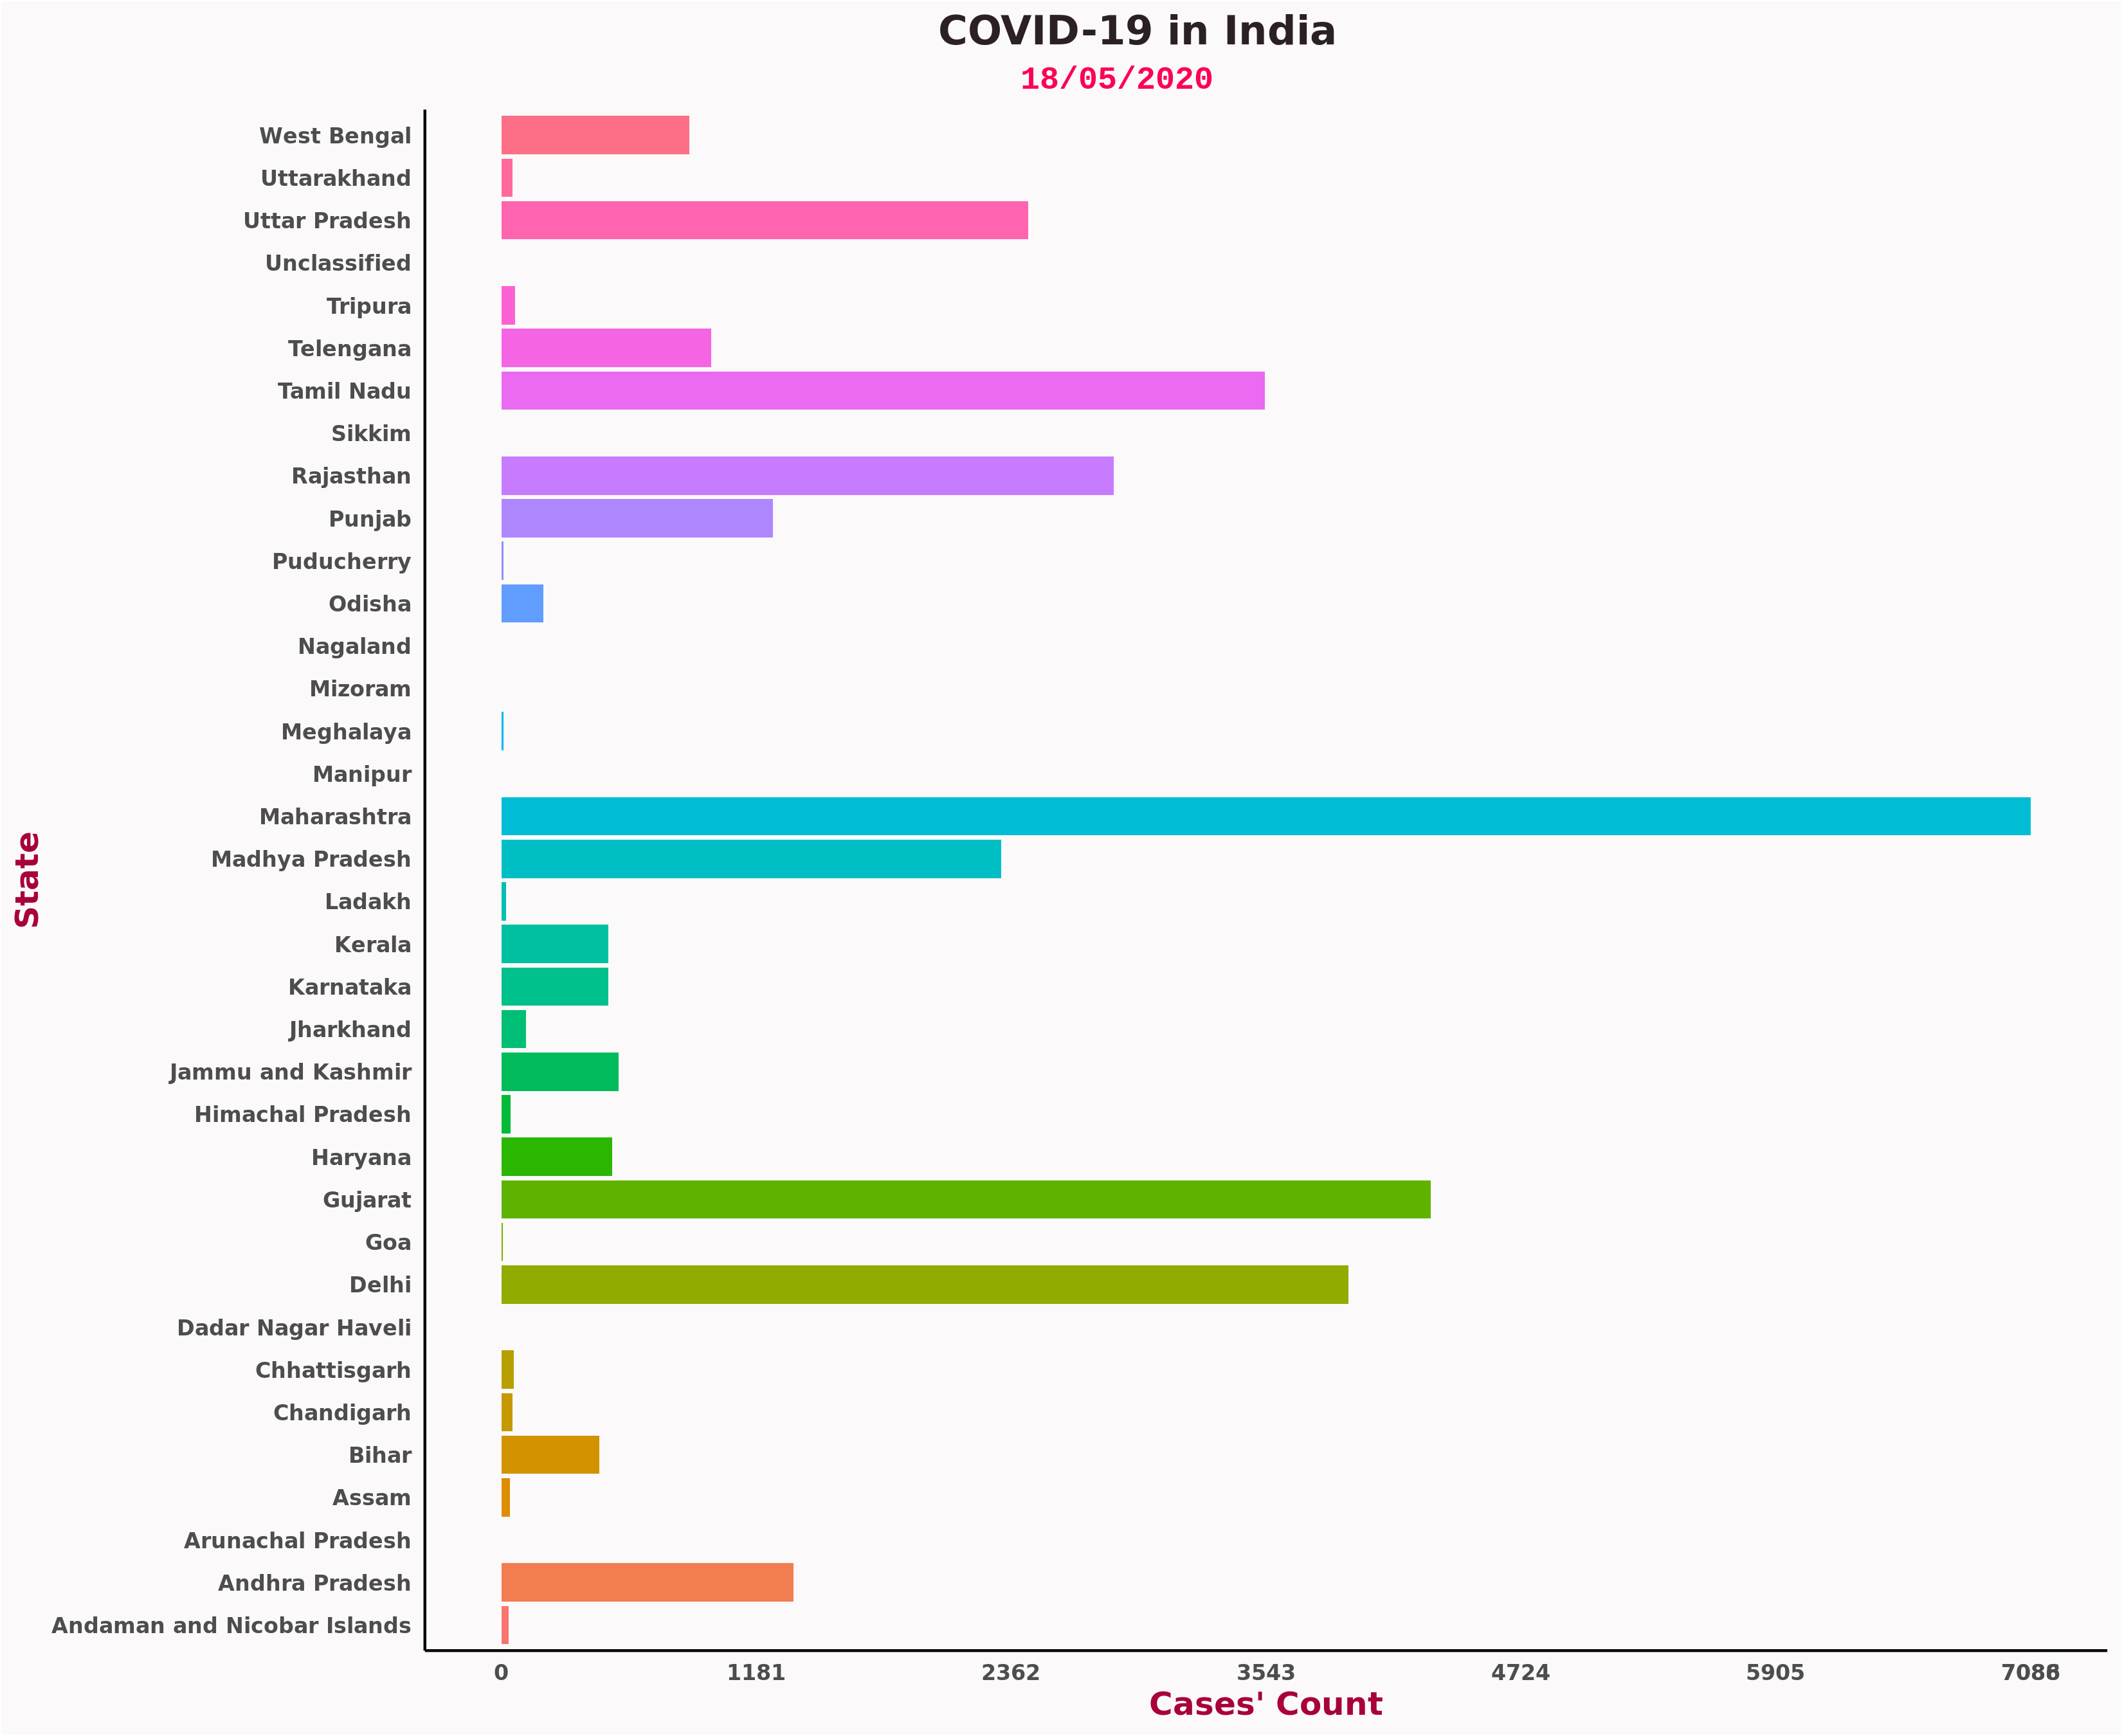 COVID-19 in India
18/05/2020
West Bengal
Uttarakhand
Uttar Pradesh
Unclassified
Tripura
Telengana
Tamil Nadu
Sikkim
Rajasthan
Punjab
Puducherry
Odisha
Nagaland
Mizoram
Meghalaya
Manipur
Maharashtra
Madhya Pradesh
Ladakh
Kerala
Karnataka
Jharkhand
Jammu and Kashmir
Himachal Pradesh
Haryana
Gujarat
Goa
Delhi
Dadar Nagar Haveli
Chhattisgarh
Chandigarh
Bihar
Assam
Arunachal Pradesh
Andhra Pradesh
Andaman and Nicobar Islands
State
0 1181 2362 3543 4724 5905
Cases' Count